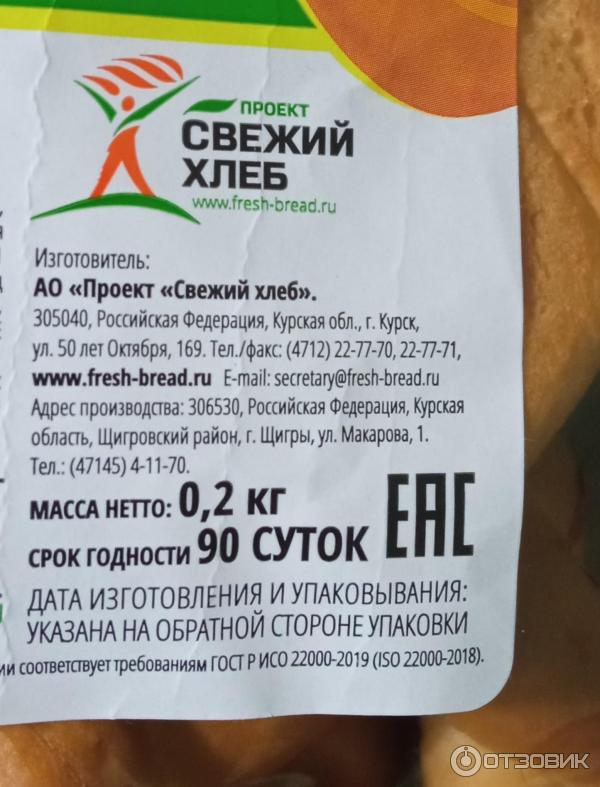 ПРОЕКТ
СВЕЖИЙ
ХЛЕБ
www.fresh-bread.ru
Изготовитель:
АО «Проект «Свежий хлеб».
305040, Российская Федерация, Курская обл., г. Курск,
ул. 50 лет Октября, 169. Тел./факс: (4712) 22-77-70, 22-77-71,
www.fresh-bread.ru E-mail: secretary@fresh-bread.ru
Адрес производства: 306530, Российская Федерация, Курская
область, Щигровский район, г. Щигры, ул. Макарова, 1.
Тел.: (47145) 4-11-70.
МАССА НЕТТО: 0,2 кг
СРОК ГОДНОСТИ 90 СУТОК
EAC
ДАТА ИЗГОТОВЛЕНИЯ И УПАКОВЫВАНИЯ:
УКАЗАНА НА ОБРАТНОЙ СТОРОНЕ УПАКОВКИ
ии соответствует требованиям ГОСТ Р ИСО 22000-2019 (ISO 22000-2018).
ОТЗОВИК